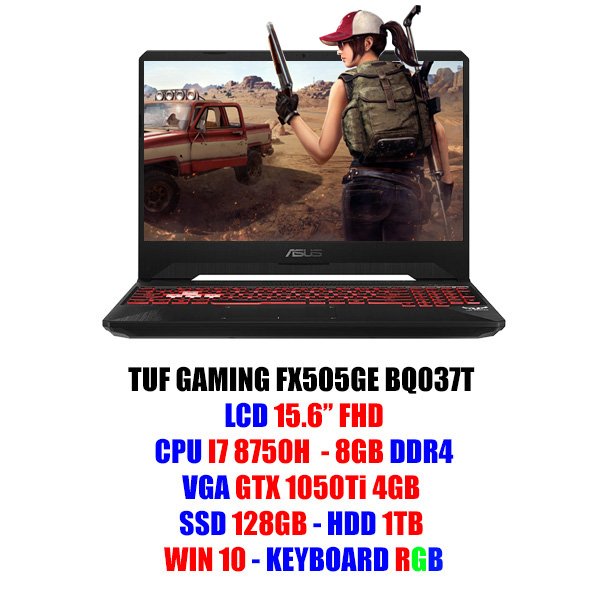 ASUS
TUF GAMING FX505GE BQ037T
LCD 15.6” FHD
CPU I7 8750H - 8GB DDR4
VGA GTX 1050Ti 4GB
SSD 128GB - HDD 1TB
WIN 10 - KEYBOARD RGB